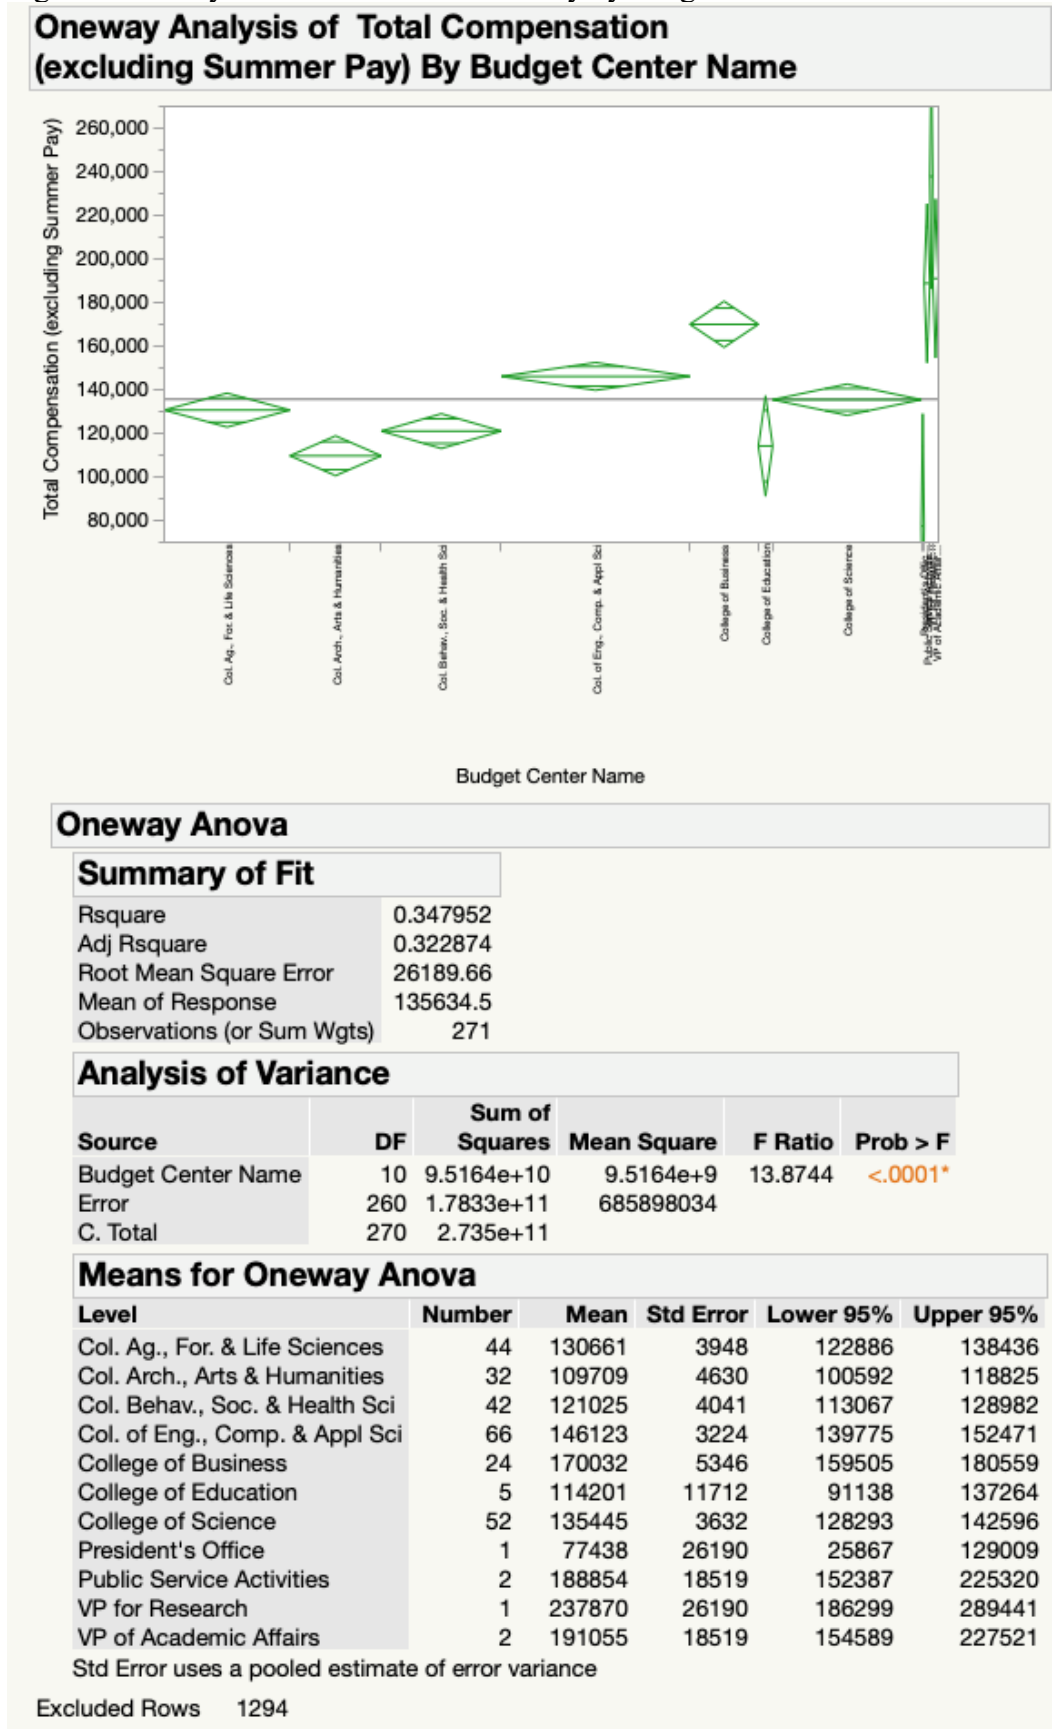 Oneway Analysis of Total Compensation
(excluding Summer Pay) By Budget Center Name
Total Compensation (excluding Summer Pay)
260,000
240,000
220,000
200,000
180,000
160,000
140,000
120,000
100,000
80,000
Col. Ag., For. & Life Sciences
Col. Arch., Arts & Humanities
Col. Behav., Soc. & Health Sci
Col. of Eng., Comp. & Appl Sci
College of Business
College of Education
College of Science
VP of Academic Affair...
Budget Center Name
Oneway Anova
Summary of Fit
Rsquare 0.347952
Adj Rsquare 0.322874
Root Mean Square Error 26189.66
Mean of Response 135634.5
Observations (or Sum Wgts) 271
Analysis of Variance
Sum of
Source DF Squares Mean Square F Ratio Prob > F
Budget Center Name 10 9.5164e+10 9.5164e+9 13.8744 <.0001*
Error 260 1.7833e+11 685898034
C. Total 270 2.735e+11
Means for Oneway Anova
Level Number Mean Std Error Lower 95% Upper 95%
Col. Ag., For. & Life Sciences 44 130661 3948 122886 138436
Col. Arch., Arts & Humanities 32 109709 4630 100592 118825
Col. Behav., Soc. & Health Sci 42 121025 4041 113067 128982
Col. of Eng., Comp. & Appl Sci 66 146123 3224 139775 152471
College of Business 24 170032 5346 159505 180559
College of Education 5 114201 11712 91138 137264
College of Science 52 135445 3632 128293 142596
President's Office 1 77438 26190 25867 129009
Public Service Activities 2 188854 18519 152387 225320
VP for Research 1 237870 26190 186299 289441
VP of Academic Affairs 2 191055 18519 154589 227521
Std Error uses a pooled estimate of error variance
Excluded Rows 1294